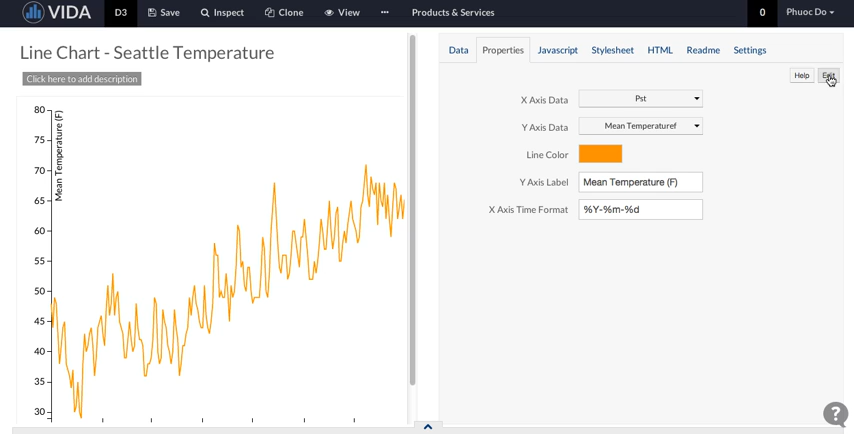 VIDA D3 Save Inspect Clone View ••• Products & Services 0 Phuoc Do
Line Chart - Seattle Temperature
Click here to add description
Data Properties Javascript Stylesheet HTML Readme Settings
Help Edit
X Axis Data Pst
Y Axis Data Mean Temperaturef
Line Color
Y Axis Label Mean Temperature (F)
X Axis Time Format %Y-%m-%d
Mean Temperature (F)
80
75
70
65
60
55
50
45
40
35
30
?